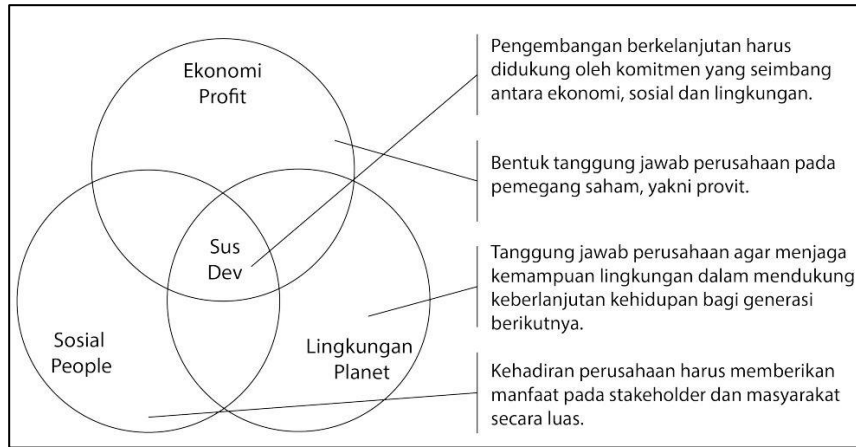 Ekonomi
Profit
Sus
Dev
Sosial
People
Lingkungan
Planet
Pengembangan berkelanjutan harus
didukung oleh komitmen yang seimbang
antara ekonomi, sosial dan lingkungan.
Bentuk tanggung jawab perusahaan pada
pemegang saham, yakni provit.
Tanggung jawab perusahaan agar menjaga
kemampuan lingkungan dalam mendukung
keberlanjutan kehidupan bagi generasi
berikutnya.
Kehadiran perusahaan harus memberikan
manfaat pada stakeholder dan masyarakat
secara luas.